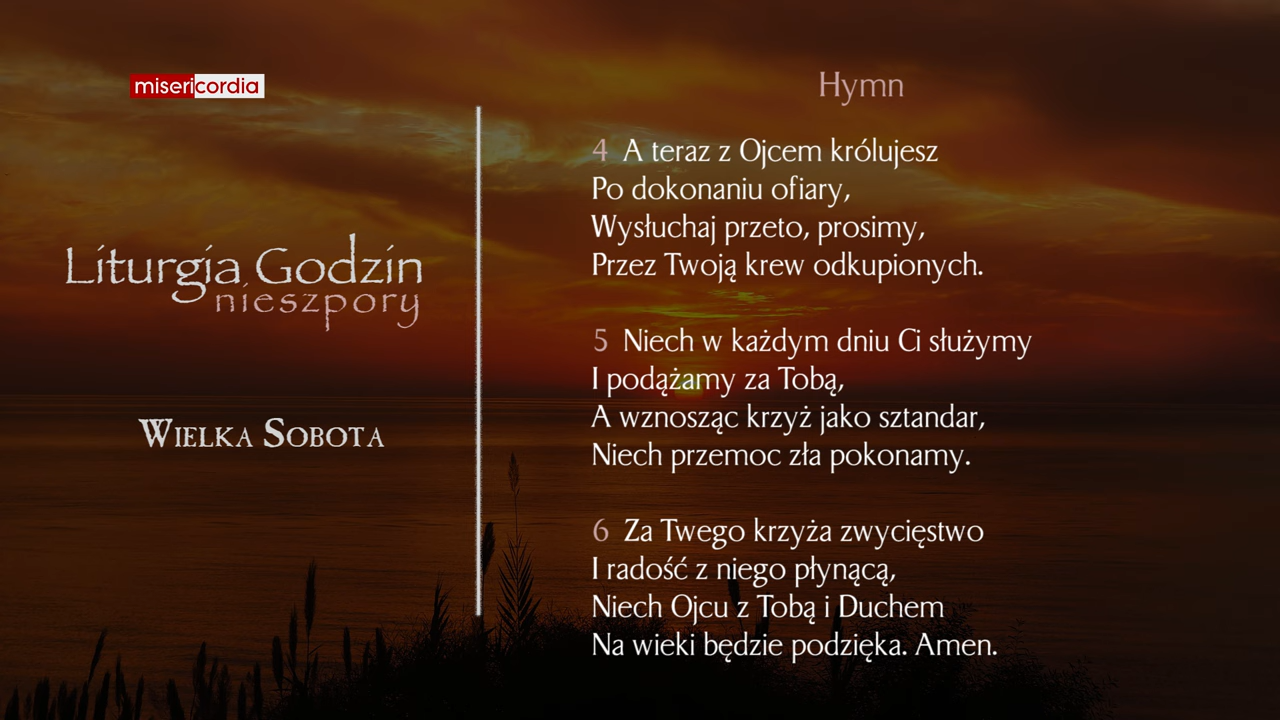 misericordia
Liturgia Godzin
nieszpory
Wielka Sobota
Hymn
4 A teraz z Ojcem królujesz
Po dokonaniu ofiary,
Wysłuchaj przeto, prosimy,
Przez Twoją krew odkupionych.
5 Niech w każdym dniu Ci służymy
I podążamy za Tobą,
A wznosząc krzyż jako sztandar,
Niech przemoc zła pokonamy.
6 Za Twego krzyża zwycięstwo
I radość z niego płynącą,
Niech Ojcu z Tobą i Duchem
Na wieki będzie podzięka. Amen.